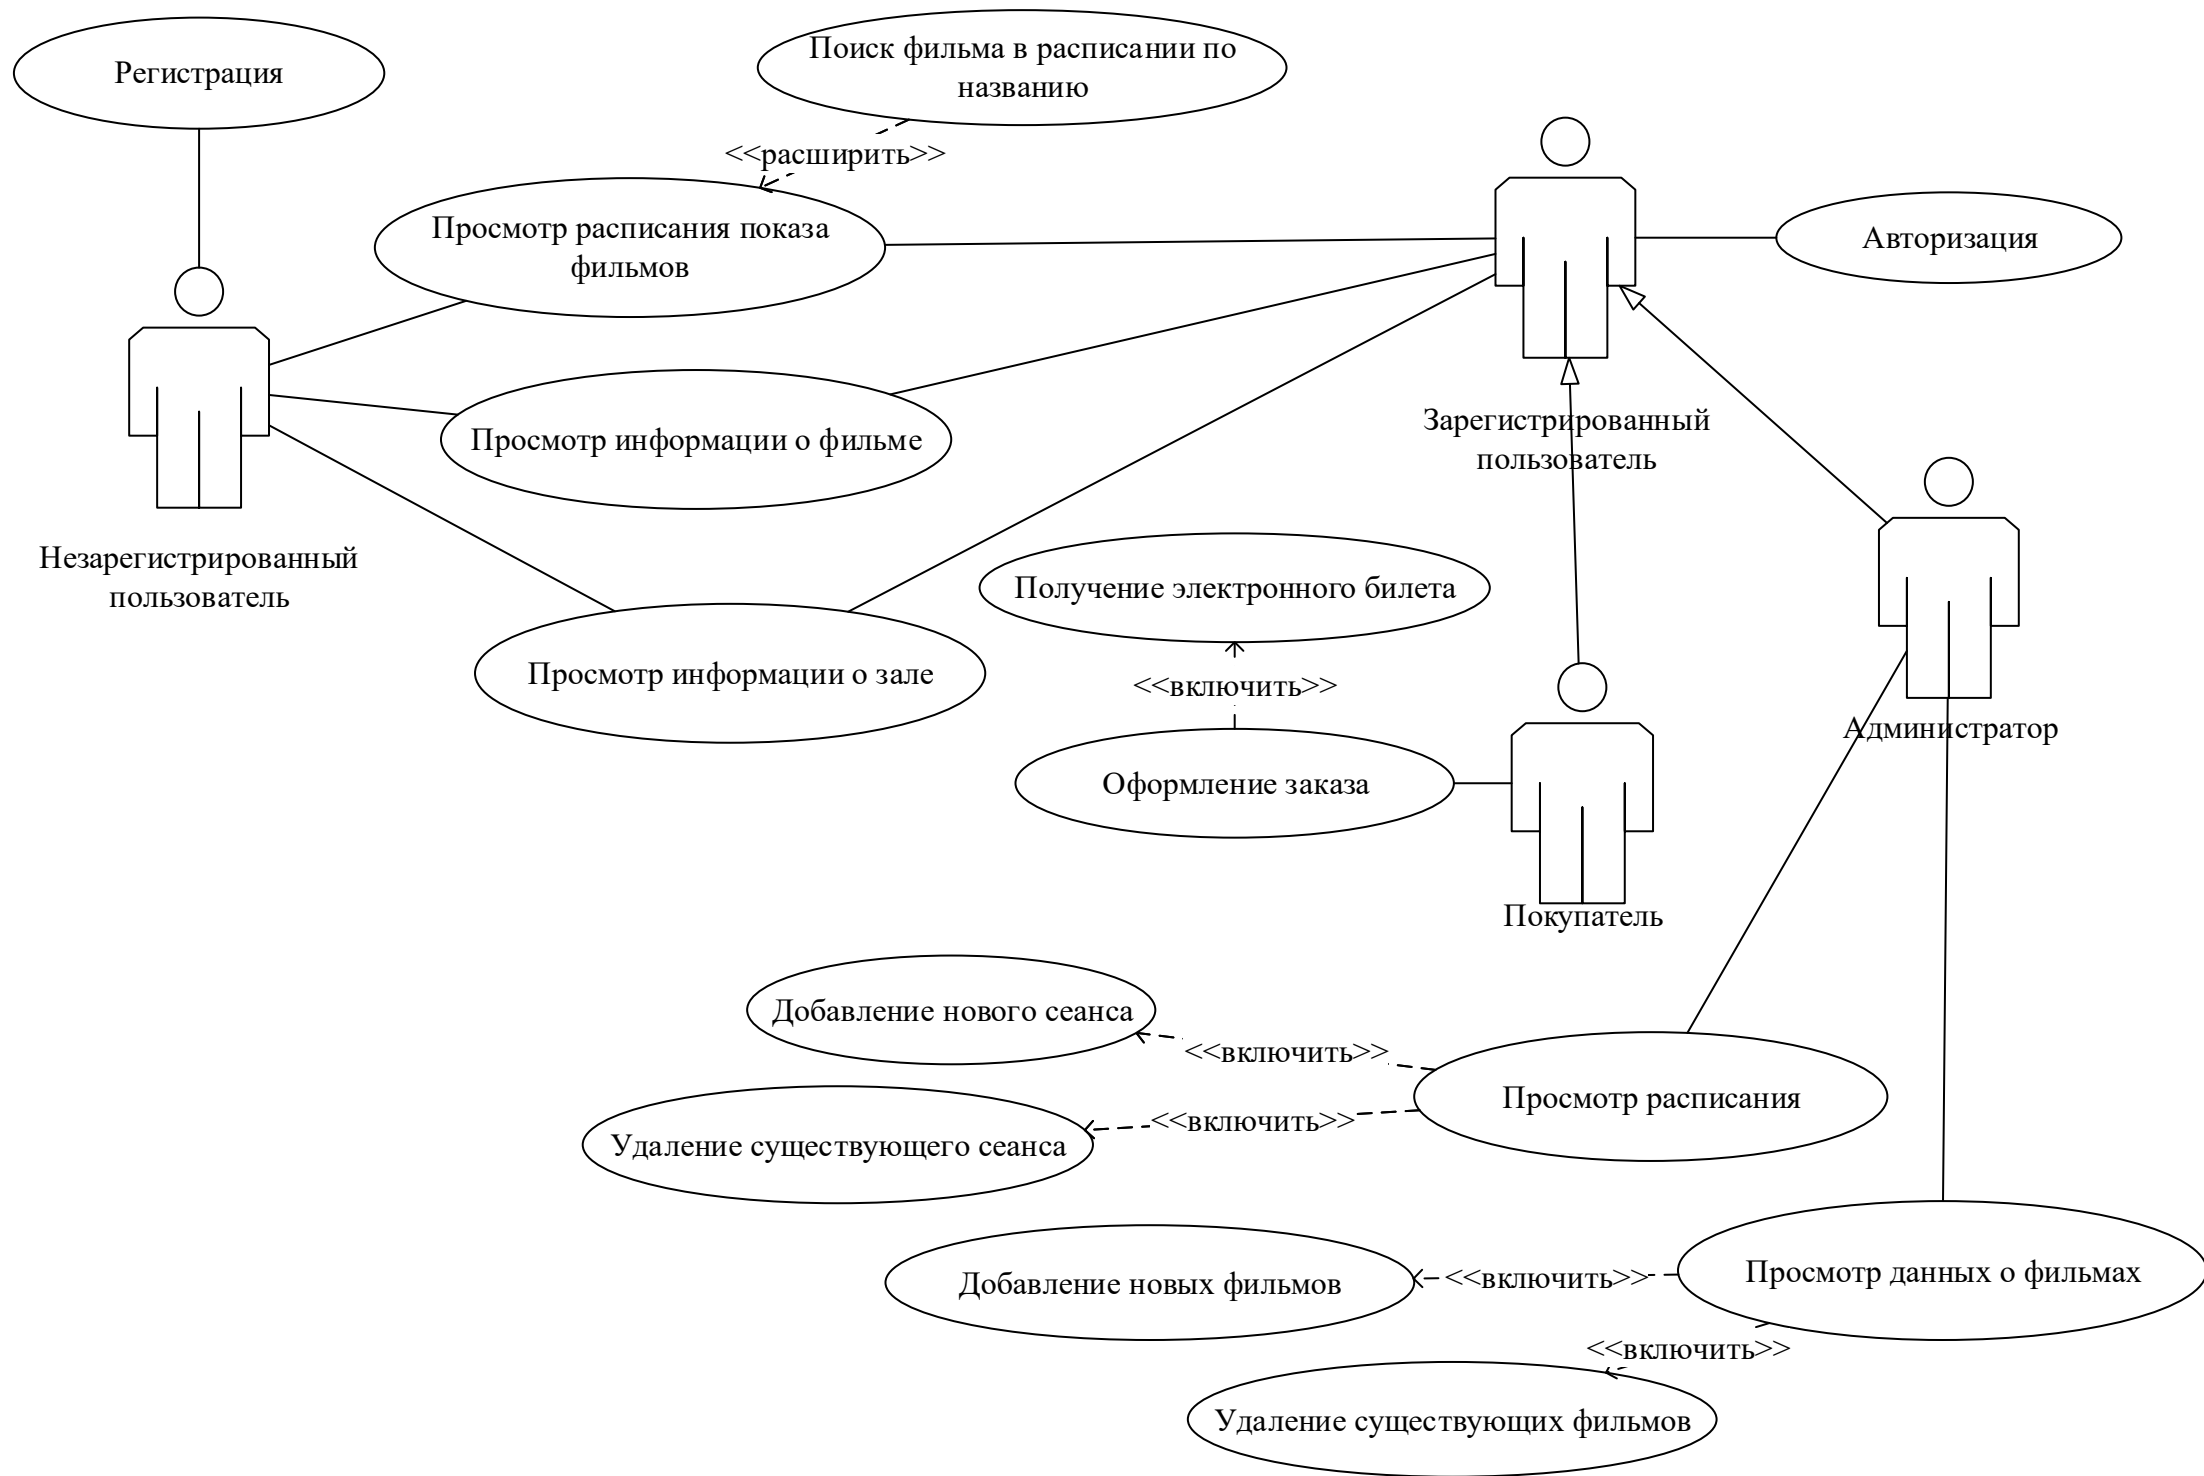 Поиск фильма в расписании по
названию
Регистрация
<<расширить>>
Просмотр расписания показа
фильмов
Авторизация
Просмотр информации о фильме
Зарегистрированный
пользователь
Незарегистрированный
пользователь
Получение электронного билета
Просмотр информации о зале
<<включить>>
Администратор
Оформление заказа
Покупатель
Добавление нового сеанса
<<включить>>
Просмотр расписания
<<включить>>
Удаление существующего сеанса
Просмотр данных о фильмах
<<включить>>
Добавление новых фильмов
<<включить>>
Удаление существующих фильмов